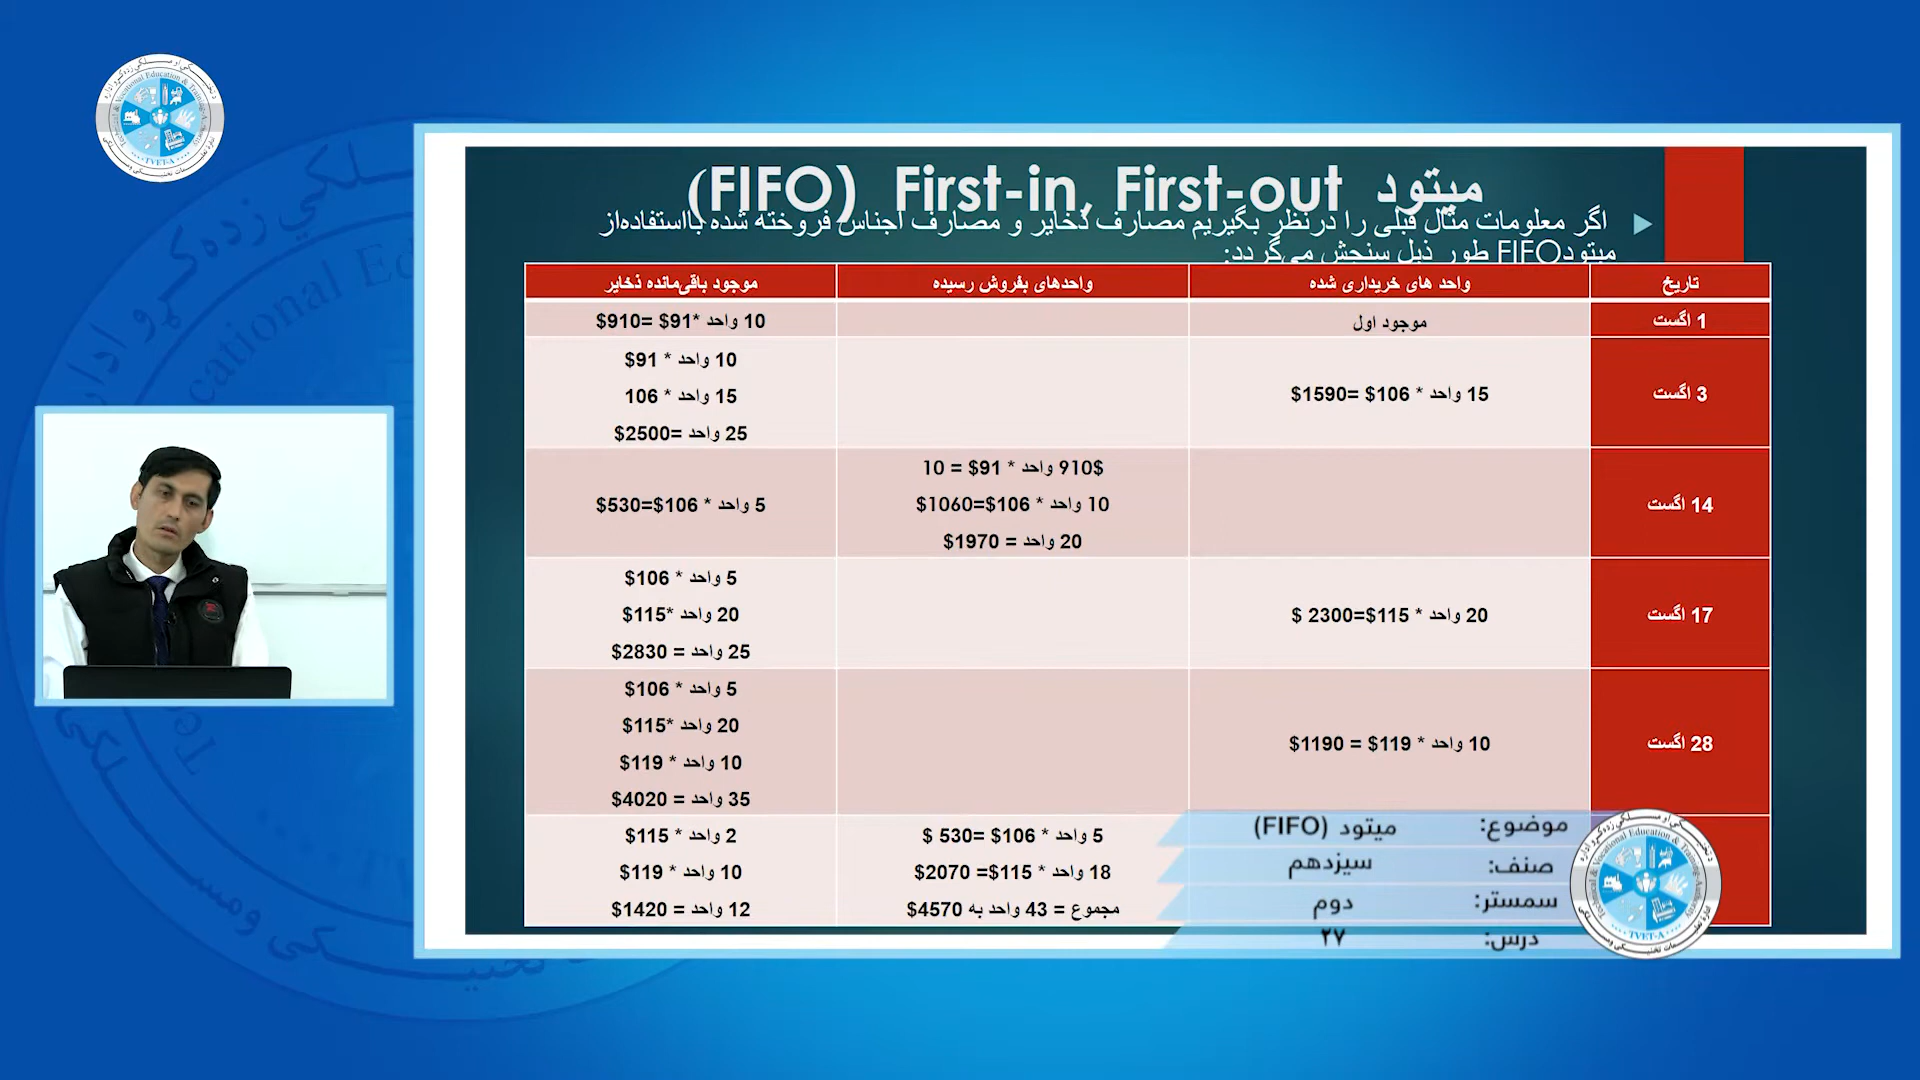 میتود First-in, First-out (FIFO)
اگر معلومات مثال قبلی را درنظر بگیریم مصارف ذخایر و مصارف اجناس فروخته شده بااستفاده‌از
میتودFIFO طور ذیل سنجش می‌گردد:
تاریخ واحد های خریداری شده واحدهای بفروش رسیده موجود باقی‌مانده ذخایر
1 اگست موجود اول 10 واحد *91$ =910$
3 اگست 15 واحد * 106$ =1590$
10 واحد * 91$
15 واحد * 106
25 واحد =2500$
14 اگست
910$ واحد * 91$ = 10
10 واحد * 106$=1060$
20 واحد = 1970$
5 واحد * 106$=530$
17 اگست 20 واحد * 115$=2300 $
5 واحد * 106$
20 واحد *115$
25 واحد = 2830$
28 اگست 10 واحد * 119$ = 1190$
5 واحد * 106$
20 واحد *115$
10 واحد * 119$
35 واحد = 4020$
5 واحد * 106$ =530 $
18 واحد * 115$= 2070$
مجموع = 43 واحد به 4570$
2 واحد * 115$
10 واحد * 119$
12 واحد = 1420$
موضوع: میتود (FIFO)
صنف: سیزدهم
سمستر: دوم
درس: ۲۷
Technical & Vocational Education & Training-Authority
TVET-A